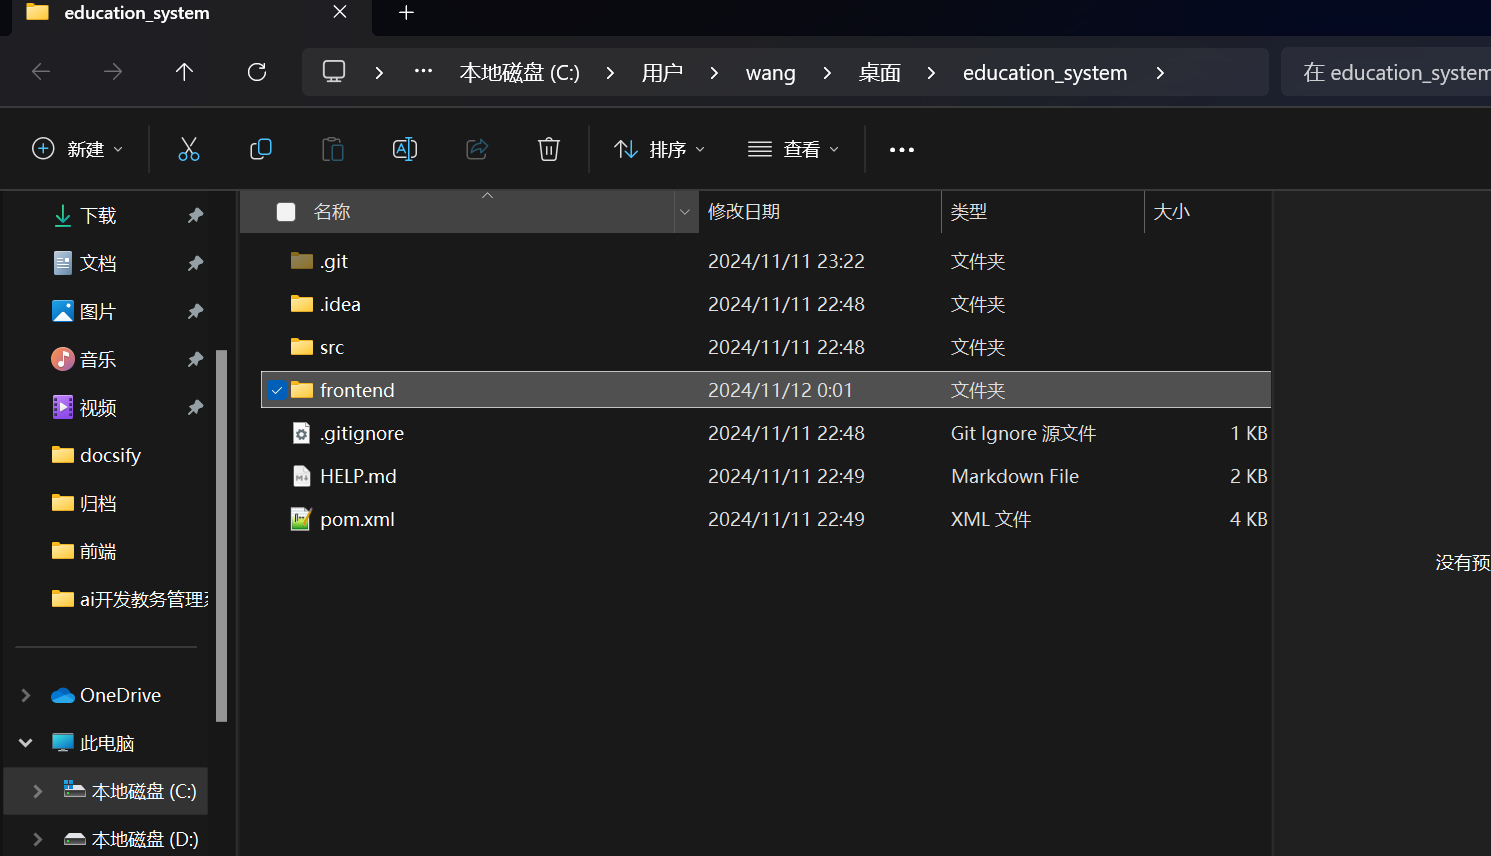 education_system
本地磁盘 (C:) 用户 wang 桌面 education_system
在 education_system
新建 排序 查看
名称 修改日期 类型 大小
.git 2024/11/11 23:22 文件夹
.idea 2024/11/11 22:48 文件夹
src 2024/11/11 22:48 文件夹
frontend 2024/11/12 0:01 文件夹
.gitignore 2024/11/11 22:48 Git Ignore 源文件 1 KB
HELP.md 2024/11/11 22:49 Markdown File 2 KB
pom.xml 2024/11/11 22:49 XML 文件 4 KB
下载
文档
图片
音乐
视频
docsify
归档
前端
ai开发教务管理
OneDrive
此电脑
本地磁盘 (C:)
本地磁盘 (D:)
没有预